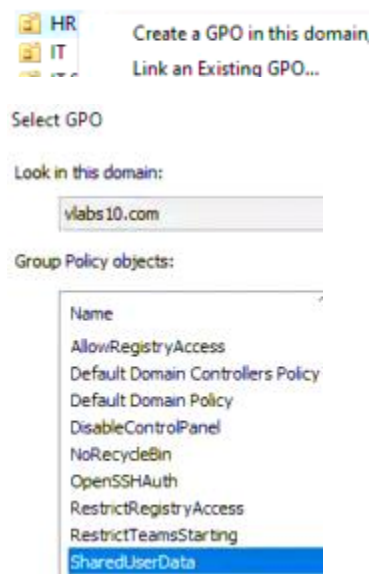 HR
Create a GPO in this domain,
IT
Link an Existing GPO...
Select GPO
Look in this domain:
vlabs10.com
Group Policy objects:
Name
AllowRegistryAccess
Default Domain Controllers Policy
Default Domain Policy
DisableControlPanel
NoRecycleBin
OpenSSHAuth
RestrictRegistryAccess
RestrictTeamsStarting
SharedUserData